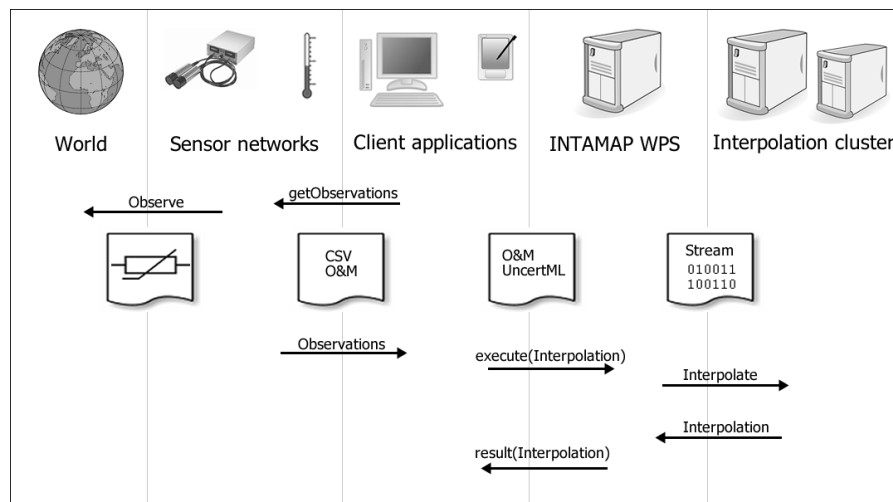 World
Sensor networks
Client applications
INTAMAP WPS
Interpolation cluster
Observe
getObservations
CSV
O&M
O&M
UncertML
Stream
010011
100110
Observations
execute(Interpolation)
Interpolate
Interpolation
result(Interpolation)